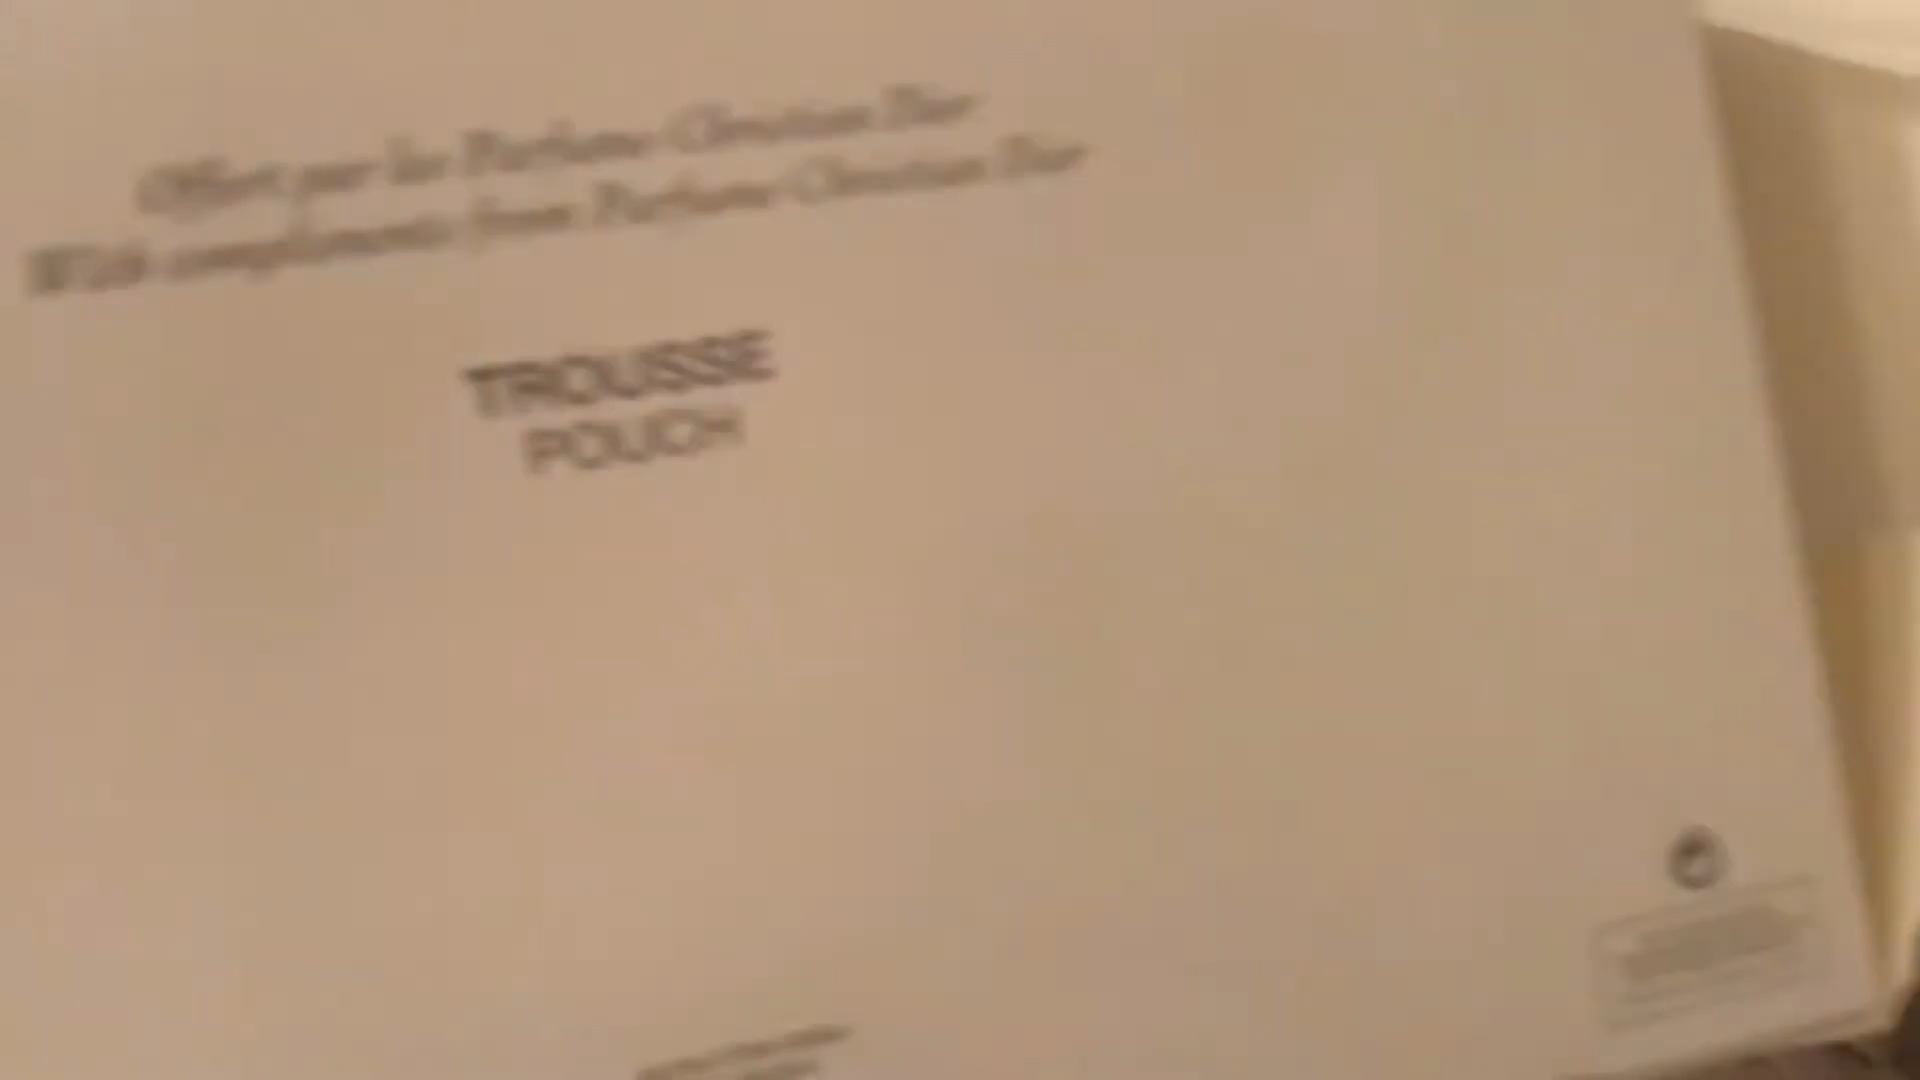 Offert par les Parfums Christian Dior
With compliments from Parfums Christian Dior
TROUSSE
POUCH